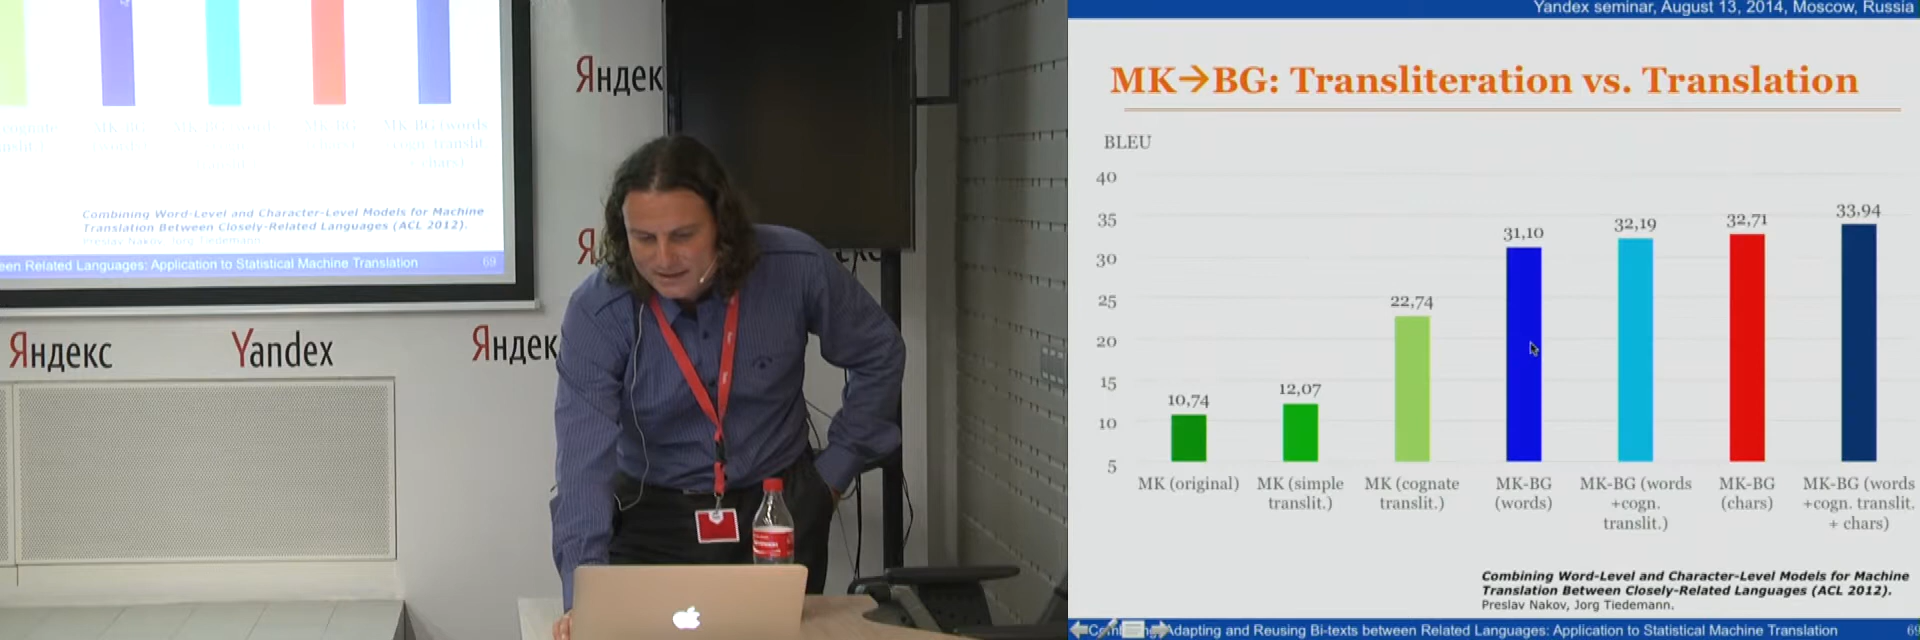 Combining Word-Level and Character-Level Models for Machine
Translation Between Closely-Related Languages (ACL 2012).
Preslav Nakov, Jorg Tiedemann.
een Related Languages: Application to Statistical Machine Translation 69
Яндек
Яндекс
Yandex
Яндек
Yandex seminar, August 13, 2014, Moscow, Russia
MK→BG: Transliteration vs. Translation
BLEU
40
35
30
25
20
15
10
5
10,74
12,07
22,74
31,10
32,19
32,71
33,94
MK (original)
MK (simple
translit.)
MK (cognate
translit.)
MK-BG
(words)
MK-BG (words
+cogn.
translit.)
MK-BG
(chars)
MK-BG (words
+cogn. translit.
+ chars)
Combining Word-Level and Character-Level Models for Machine
Translation Between Closely-Related Languages (ACL 2012).
Preslav Nakov, Jorg Tiedemann.
Adapting and Reusing Bi-texts between Related Languages: Application to Statistical Machine Translation